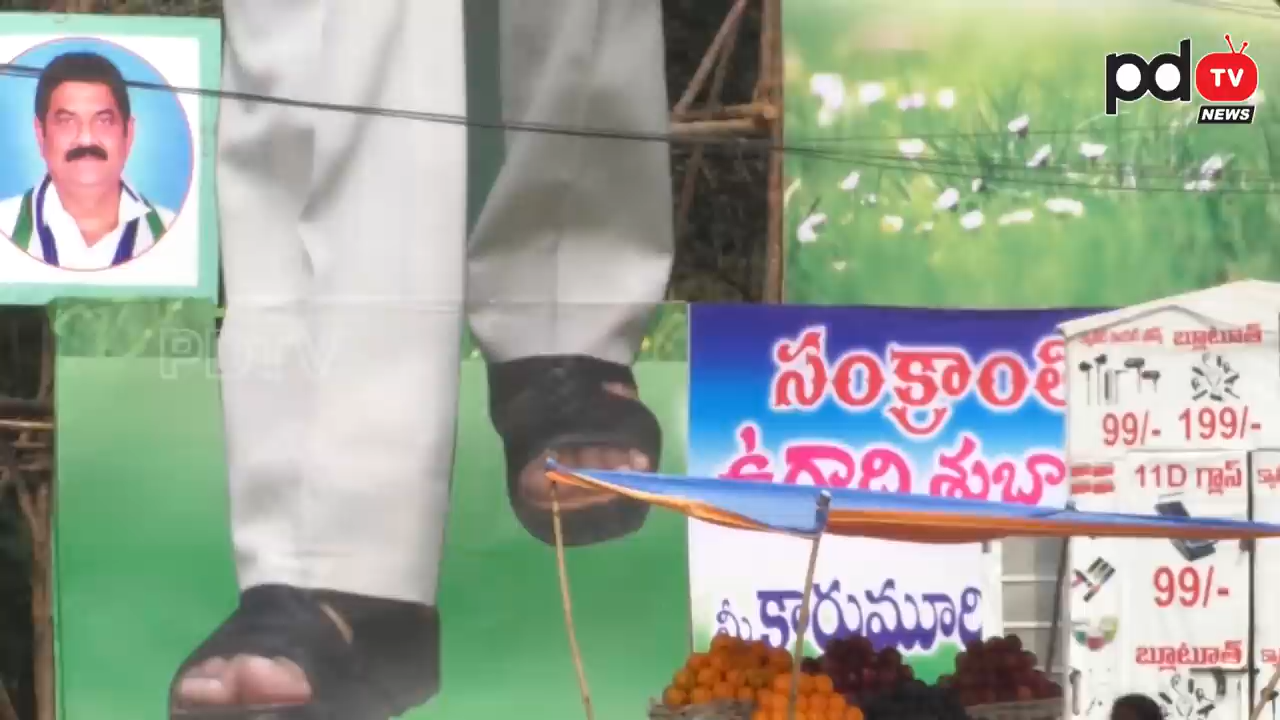 pd TV
NEWS
PDTV
సంక్రాంతి
ఉగాది శుభా
మీ కారుమూరి
బ్లూటూత్
99/- 199/-
11D గ్లాస్
99/-
బ్లూటూత్